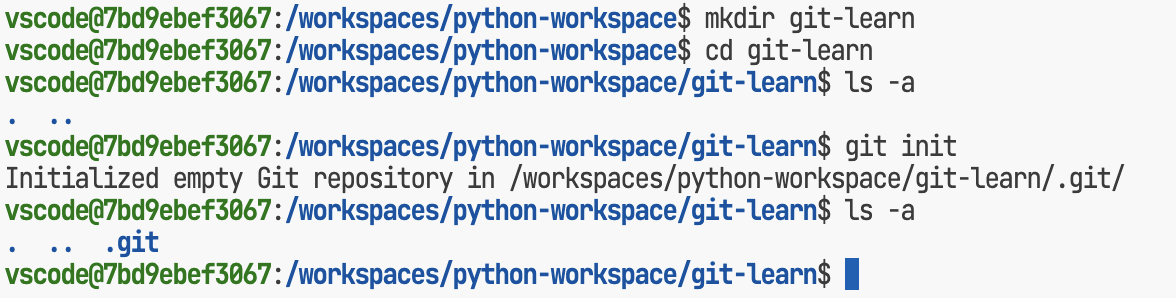 vscode@7bd9ebef3067:/workspaces/python-workspace$ mkdir git-learn
vscode@7bd9ebef3067:/workspaces/python-workspace$ cd git-learn
vscode@7bd9ebef3067:/workspaces/python-workspace/git-learn$ ls -a
.  ..
vscode@7bd9ebef3067:/workspaces/python-workspace/git-learn$ git init
Initialized empty Git repository in /workspaces/python-workspace/git-learn/.git/
vscode@7bd9ebef3067:/workspaces/python-workspace/git-learn$ ls -a
.  ..  .git
vscode@7bd9ebef3067:/workspaces/python-workspace/git-learn$